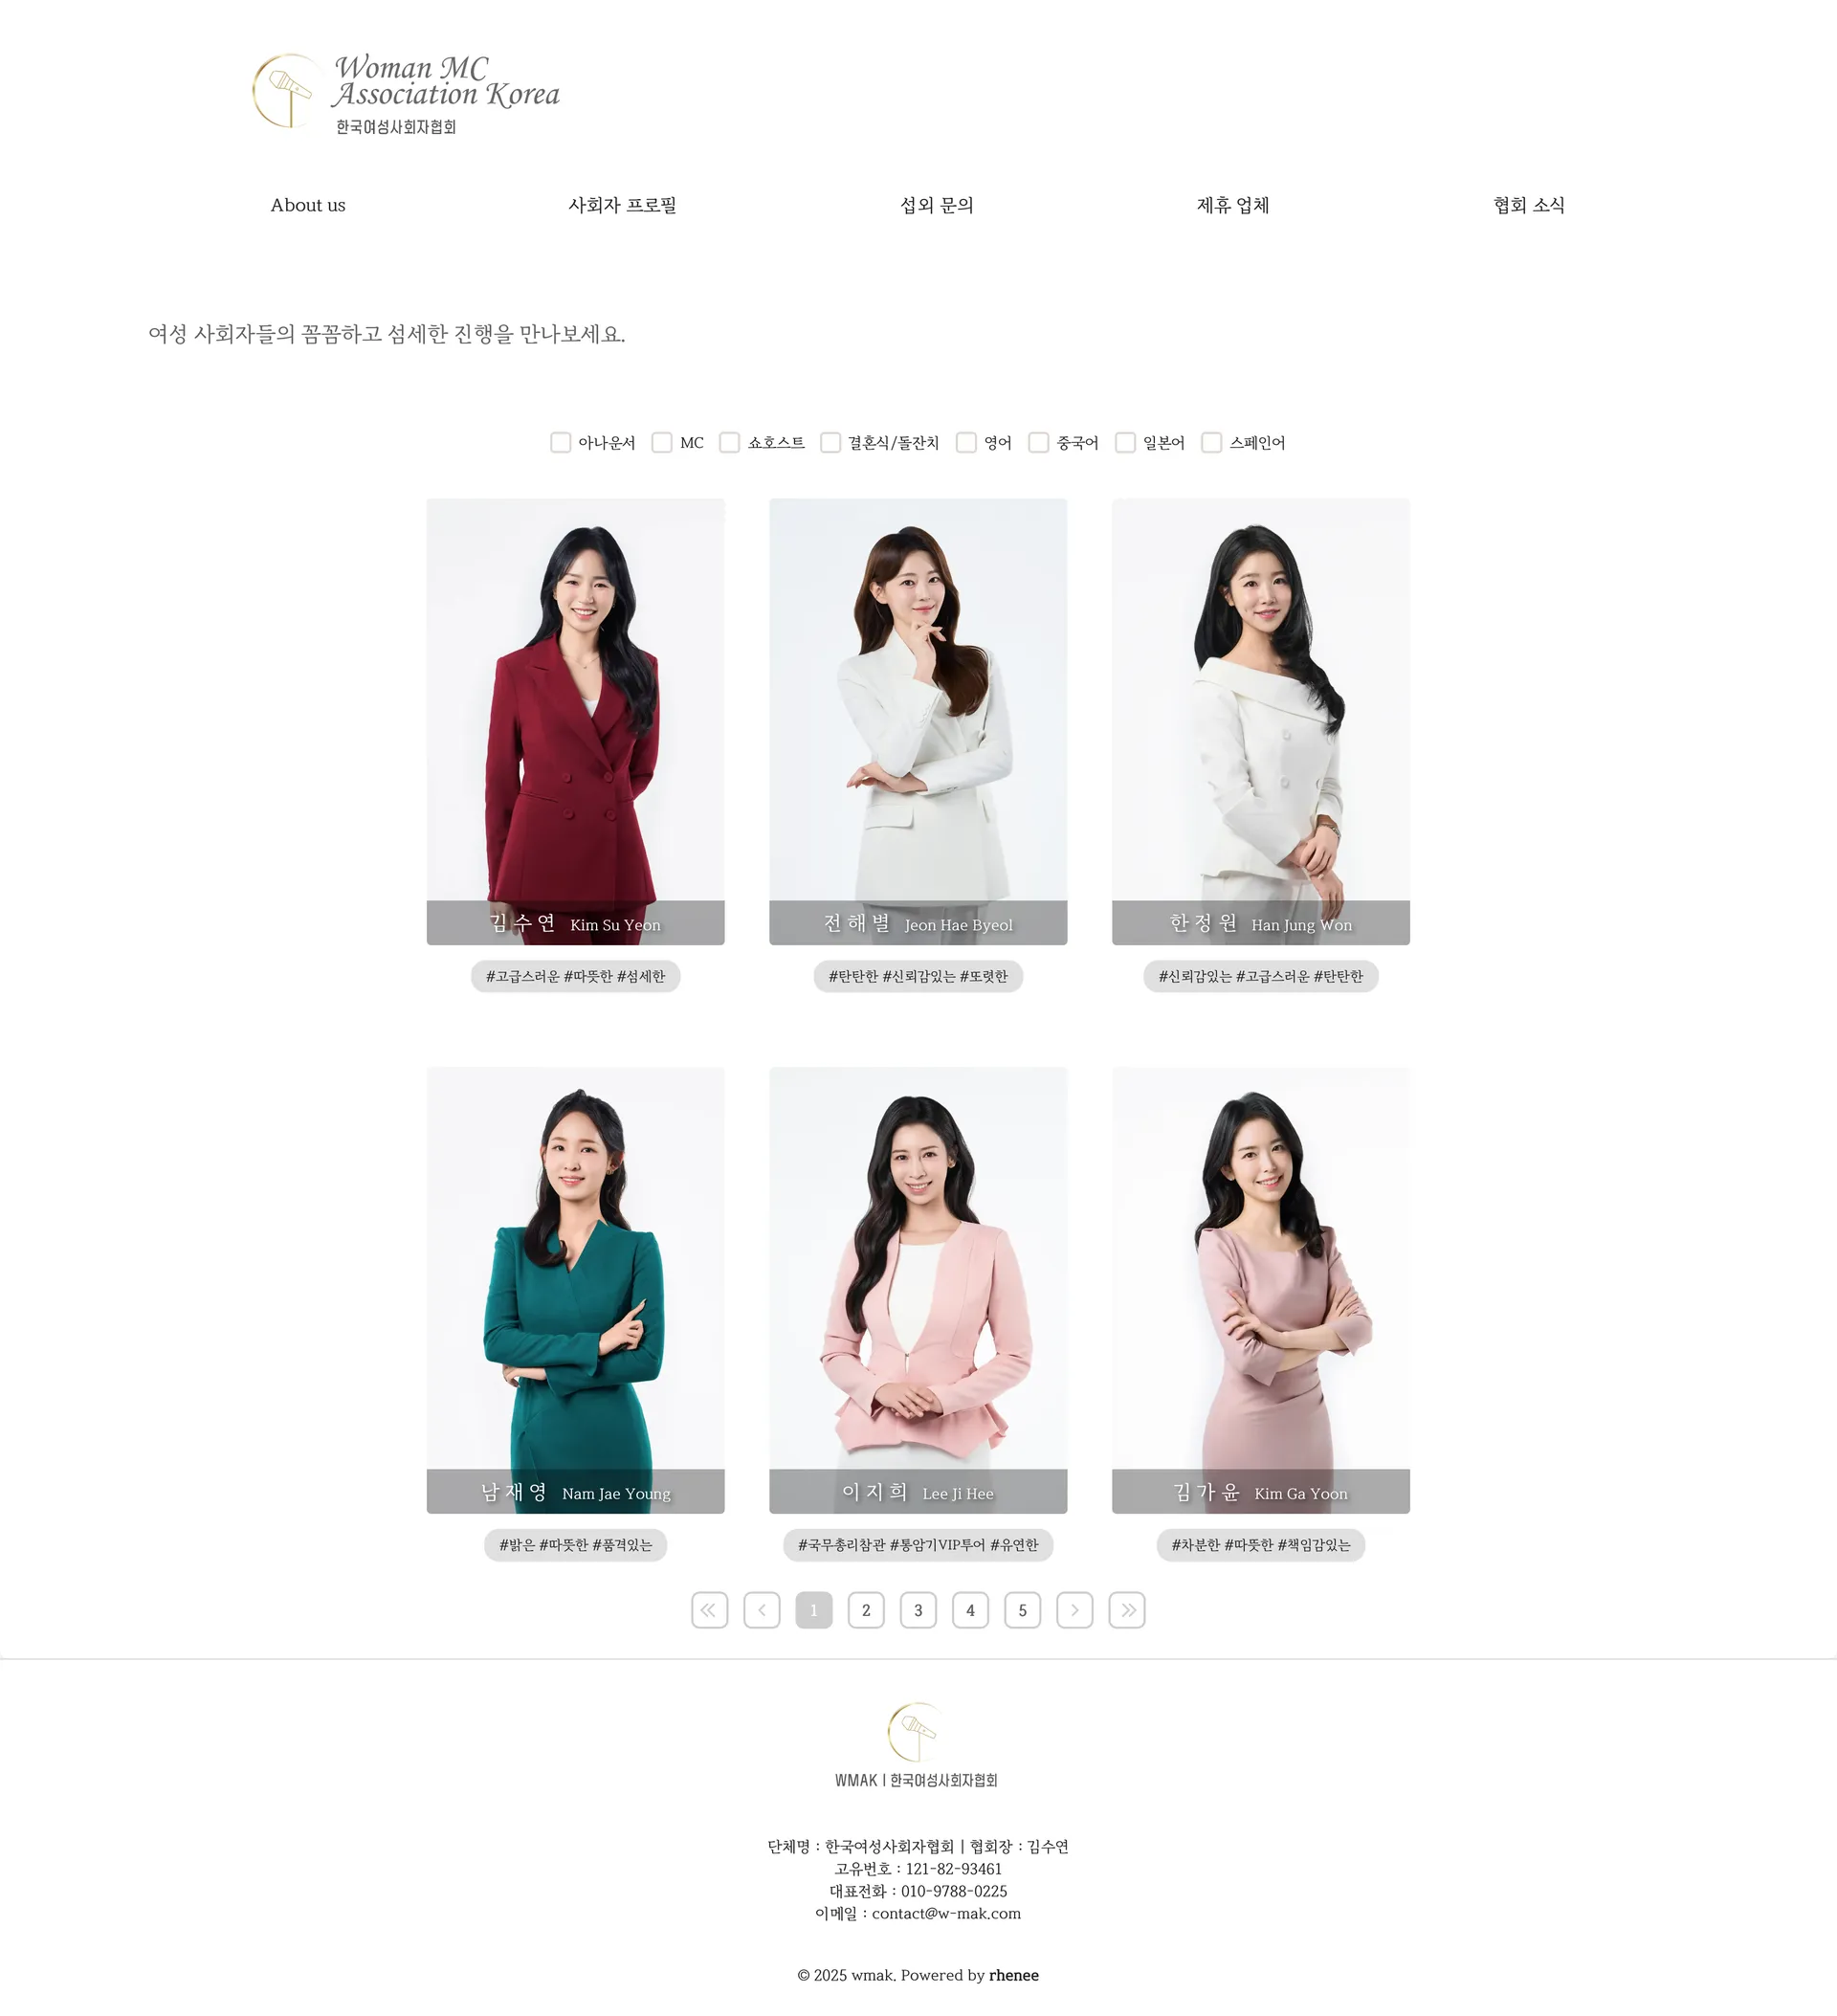 Woman MC
Association Korea
한국여성사회자협회
About us 사회자 프로필 섭외 문의 제휴 업체 협회 소식
여성 사회자들의 꼼꼼하고 섬세한 진행을 만나보세요.
아나운서 MC 쇼호스트 결혼식/돌잔치 영어 중국어 일본어 스페인어
김수연 Kim Su Yeon
전해별 Jeon Hae Byeol
한정원 Han Jung Won
#고급스러운 #따뜻한 #섬세한
#탄탄한 #신뢰감있는 #또렷한
#신뢰감있는 #고급스러운 #탄탄한
남재영 Nam Jae Young
이지희 Lee Ji Hee
김가윤 Kim Ga Yoon
#밝은 #따뜻한 #품격있는
#국무총리참관 #통암기VIP투어 #유연한
#차분한 #따뜻한 #책임감있는
1 2 3 4 5
WMAK | 한국여성사회자협회
단체명 : 한국여성사회자협회 | 협회장 : 김수연
고유번호 : 121-82-93461
대표전화 : 010-9788-0225
이메일 : contact@w-mak.com
© 2025 wmak. Powered by rhenee